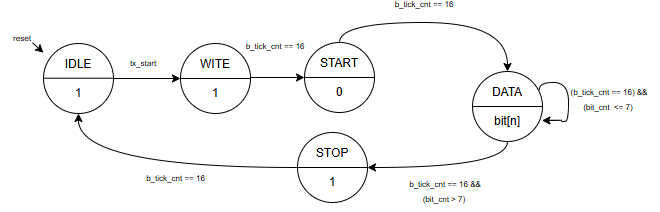 b_tick_cnt == 16
reset
IDLE
1
tx_start
WITE
1
b_tick_cnt == 16
START
0
DATA
bit[n]
(b_tick_cnt == 16) &&
(bit_cnt <= 7)
STOP
1
b_tick_cnt == 16
b_tick_cnt == 16 &&
(bit_cnt > 7)